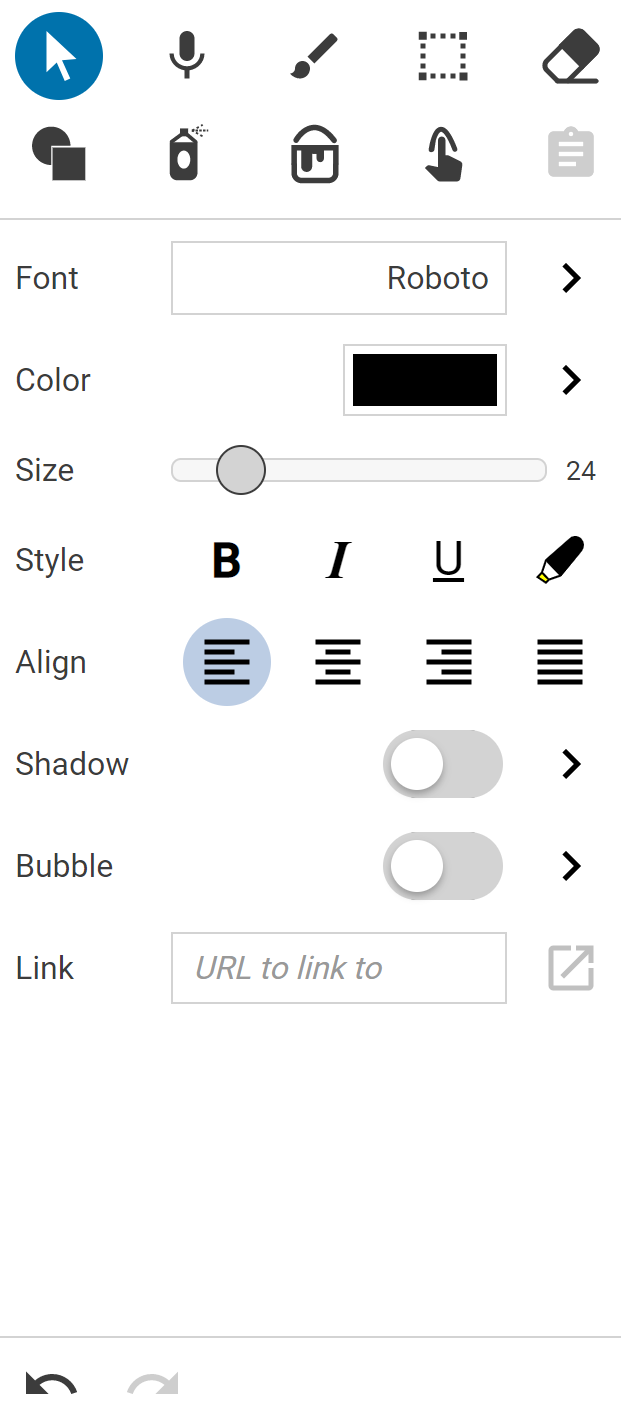 Font Roboto
Color
Size 24
Style B I U
Align
Shadow
Bubble
Link URL to link to